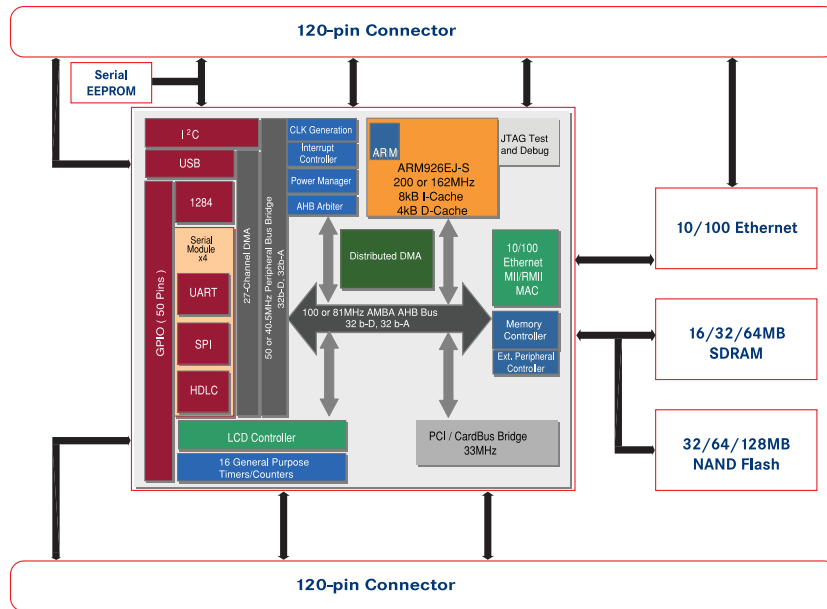 120-pin Connector
Serial
EEPROM
I²C
USB
1284
Serial
Module
x4
UART
SPI
HDLC
GPIO ( 50 Pins )
27-Channel DMA
50 or 40-5MHz Peripheral Bus Bridge
32b-D, 32b-A
CLK Generation
Interrupt
Controller
Power Manager
AHB Arbiter
ARM
ARM926EJ-S
200 or 162MHz
8kB I-Cache
4kB D-Cache
JTAG Test
and Debug
Distributed DMA
10/100
Ethernet
MII/RMII
MAC
100 or 81MHz AMBA AHB Bus
32 b-D, 32 b-A
Memory
Controller
Ext. Peripheral
Controller
LCD Controller
16 General Purpose
Timers/Counters
PCI / CardBus Bridge
33MHz
10/100 Ethernet
16/32/64MB
SDRAM
32/64/128MB
NAND Flash
120-pin Connector